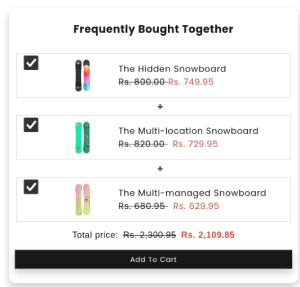 Frequently Bought Together
The Hidden Snowboard
Rs. 800.00 Rs. 749.95
+
The Multi-location Snowboard
Rs. 820.00 Rs. 729.95
+
The Multi-managed Snowboard
Rs. 680.95 Rs. 629.95
Total price: Rs. 2,300.95 Rs. 2,109.85
Add To Cart